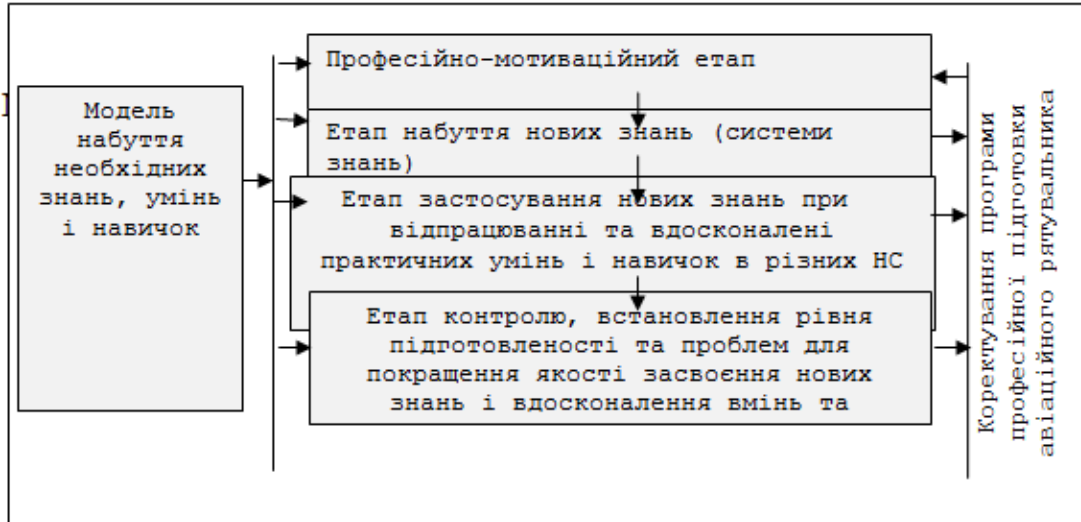 Модель
набуття
необхідних
знань, умінь
і навичок
Професійно-мотиваційний етап
Етап набуття нових знань (системи
знань)
Етап застосування нових знань при
відпрацюванні та вдосконалені
практичних умінь і навичок в різних НС
Етап контролю, встановлення рівня
підготовленості та проблем для
покращення якості засвоєння нових
знань і вдосконалення вмінь та
Коректування програми
професійної підготовки
авіаційного рятувальника